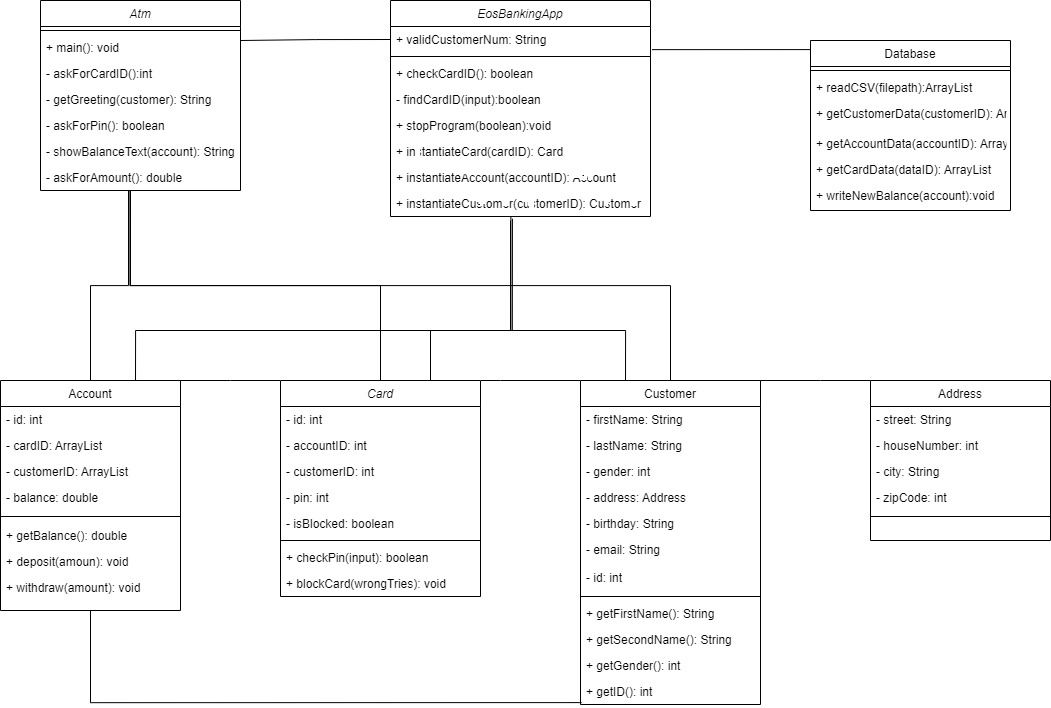 Atm
+ main(): void
- askForCardID():int
- getGreeting(customer): String
- askForPin(): boolean
- showBalanceText(account): String
- askForAmount(): double
EosBankingApp
+ validCustomerNum: String
+ checkCardID(): boolean
- findCardID(input):boolean
+ stopProgram(boolean):void
+ instantiateCard(cardID): Card
+ instantiateAccount(accountID): Account
+ instantiateCustomer(customerID): Customer
Database
+ readCSV(filepath):ArrayList
+ getCustomerData(customerID): Ar
+ getAccountData(accountID): Array
+ getCardData(dataID): ArrayList
+ writeNewBalance(account):void
Account
- id: int
- cardID: ArrayList
- customerID: ArrayList
- balance: double
+ getBalance(): double
+ deposit(amoun): void
+ withdraw(amount): void
Card
- id: int
- accountID: int
- customerID: int
- pin: int
- isBlocked: boolean
+ checkPin(input): boolean
+ blockCard(wrongTries): void
Customer
- firstName: String
- lastName: String
- gender: int
- address: Address
- birthday: String
- email: String
- id: int
+ getFirstName(): String
+ getSecondName(): String
+ getGender(): int
+ getID(): int
Address
- street: String
- houseNumber: int
- city: String
- zipCode: int